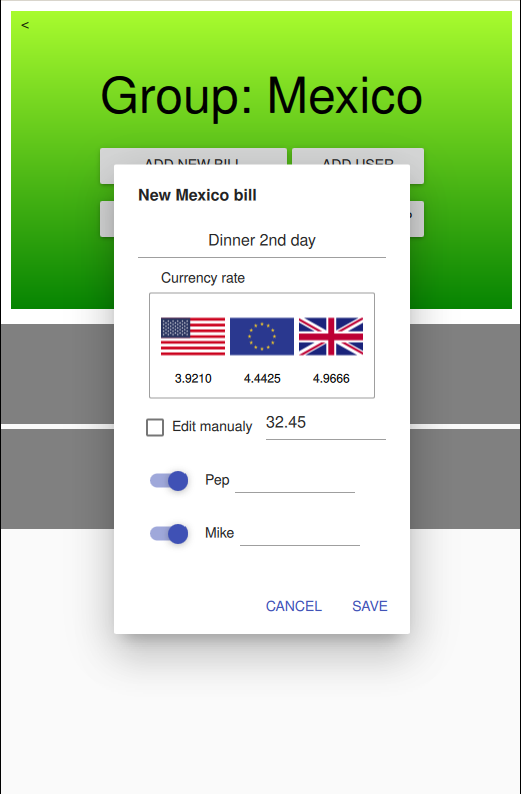 <
Group: Mexico
ADD NEW BILL ADD USER
New Mexico bill
Dinner 2nd day
Currency rate
3.9210 4.4425 4.9666
Edit manualy 32.45
Pep
Mike
CANCEL SAVE